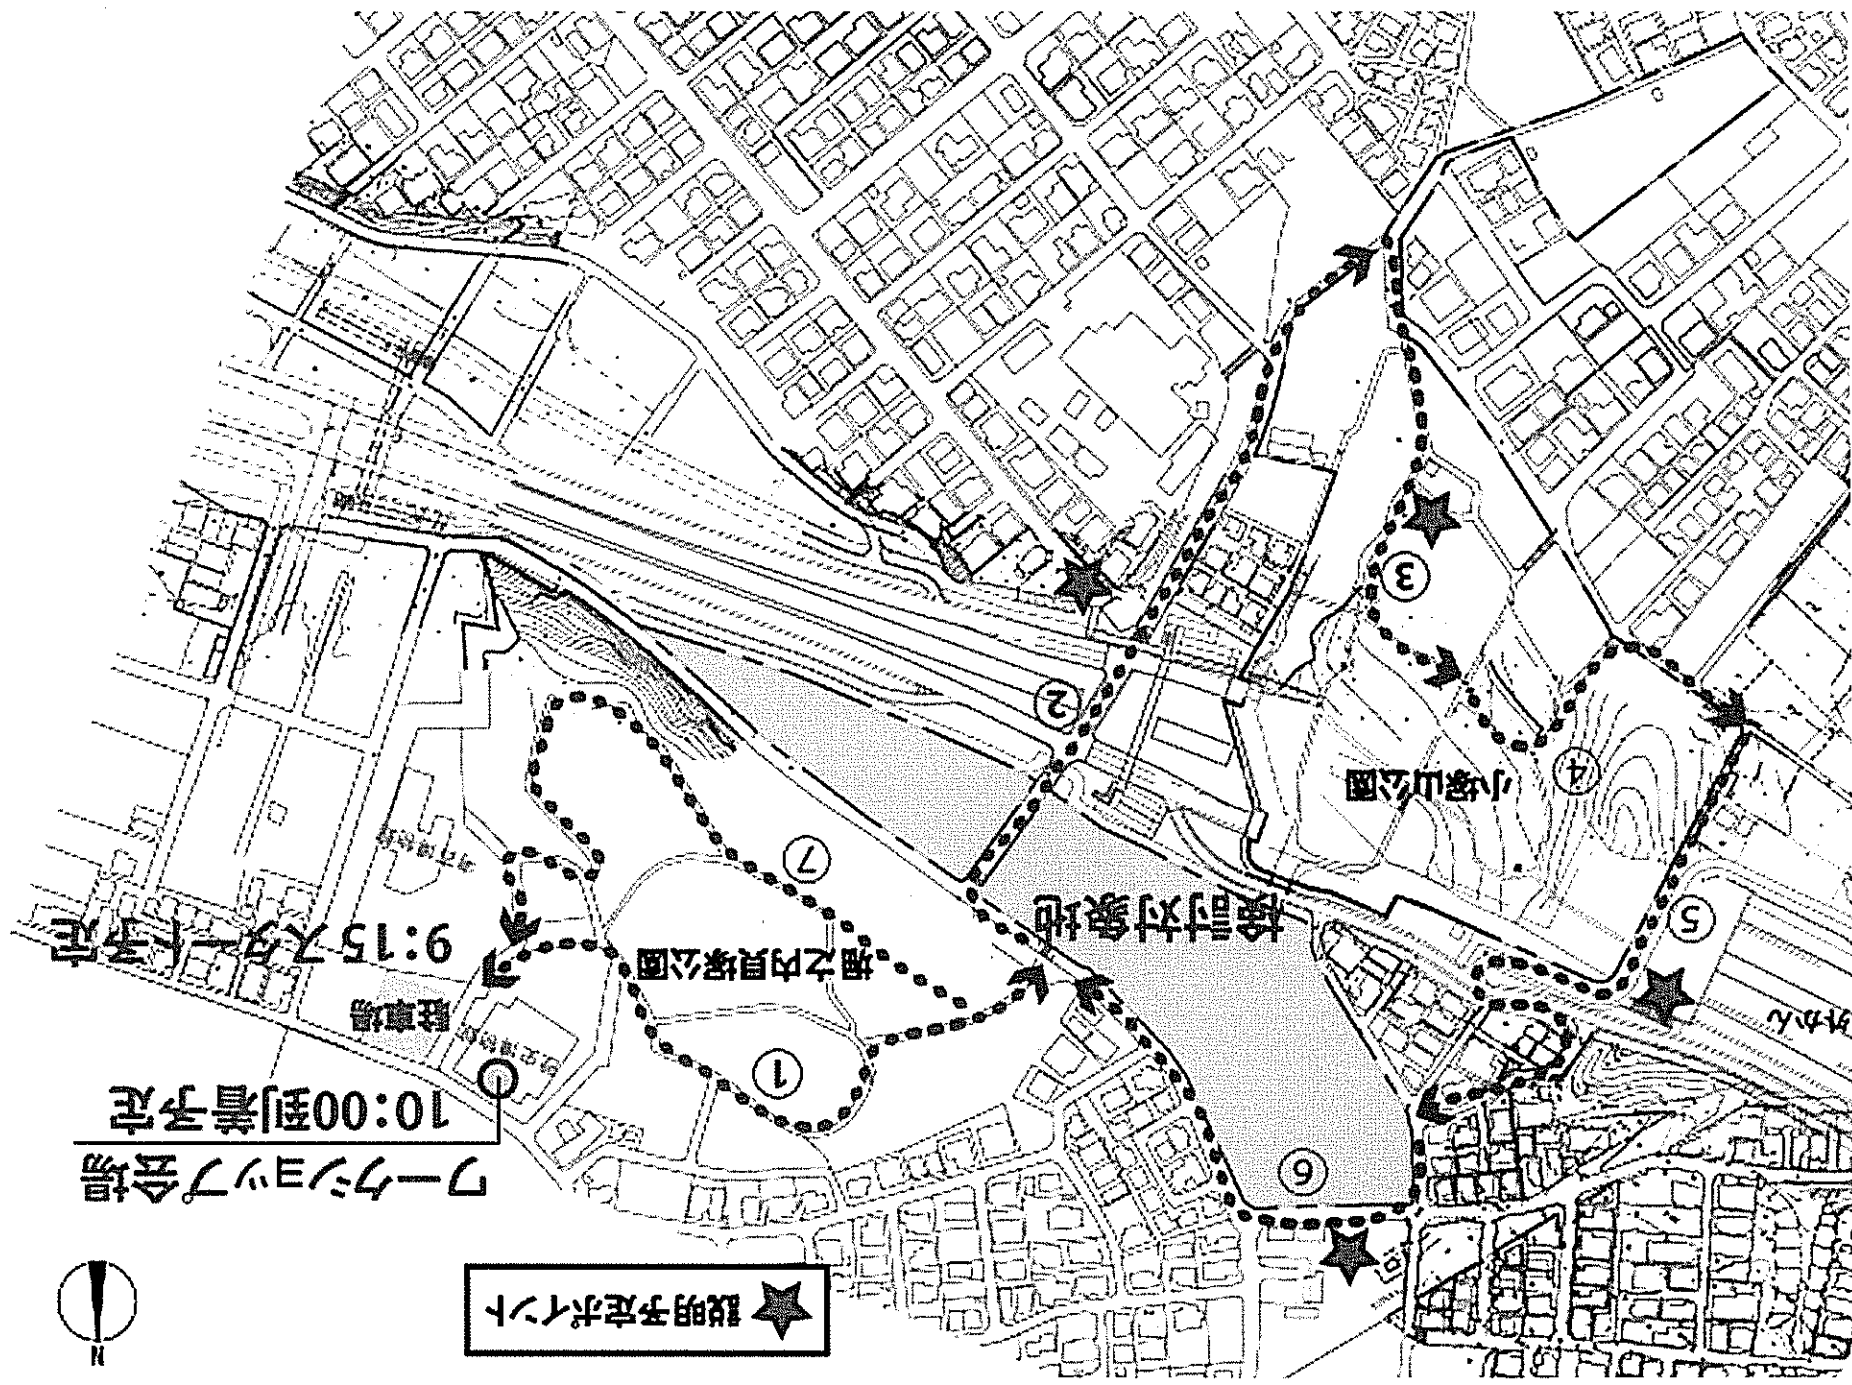 N
★説明予定ポイント
ワークショップ会場
10:00到着予定
駐車場
9:15スタート予定
堀之内貝塚公園
検討対象地
小塚山公園
外かん
①
②
③
④
⑤
⑥
⑦